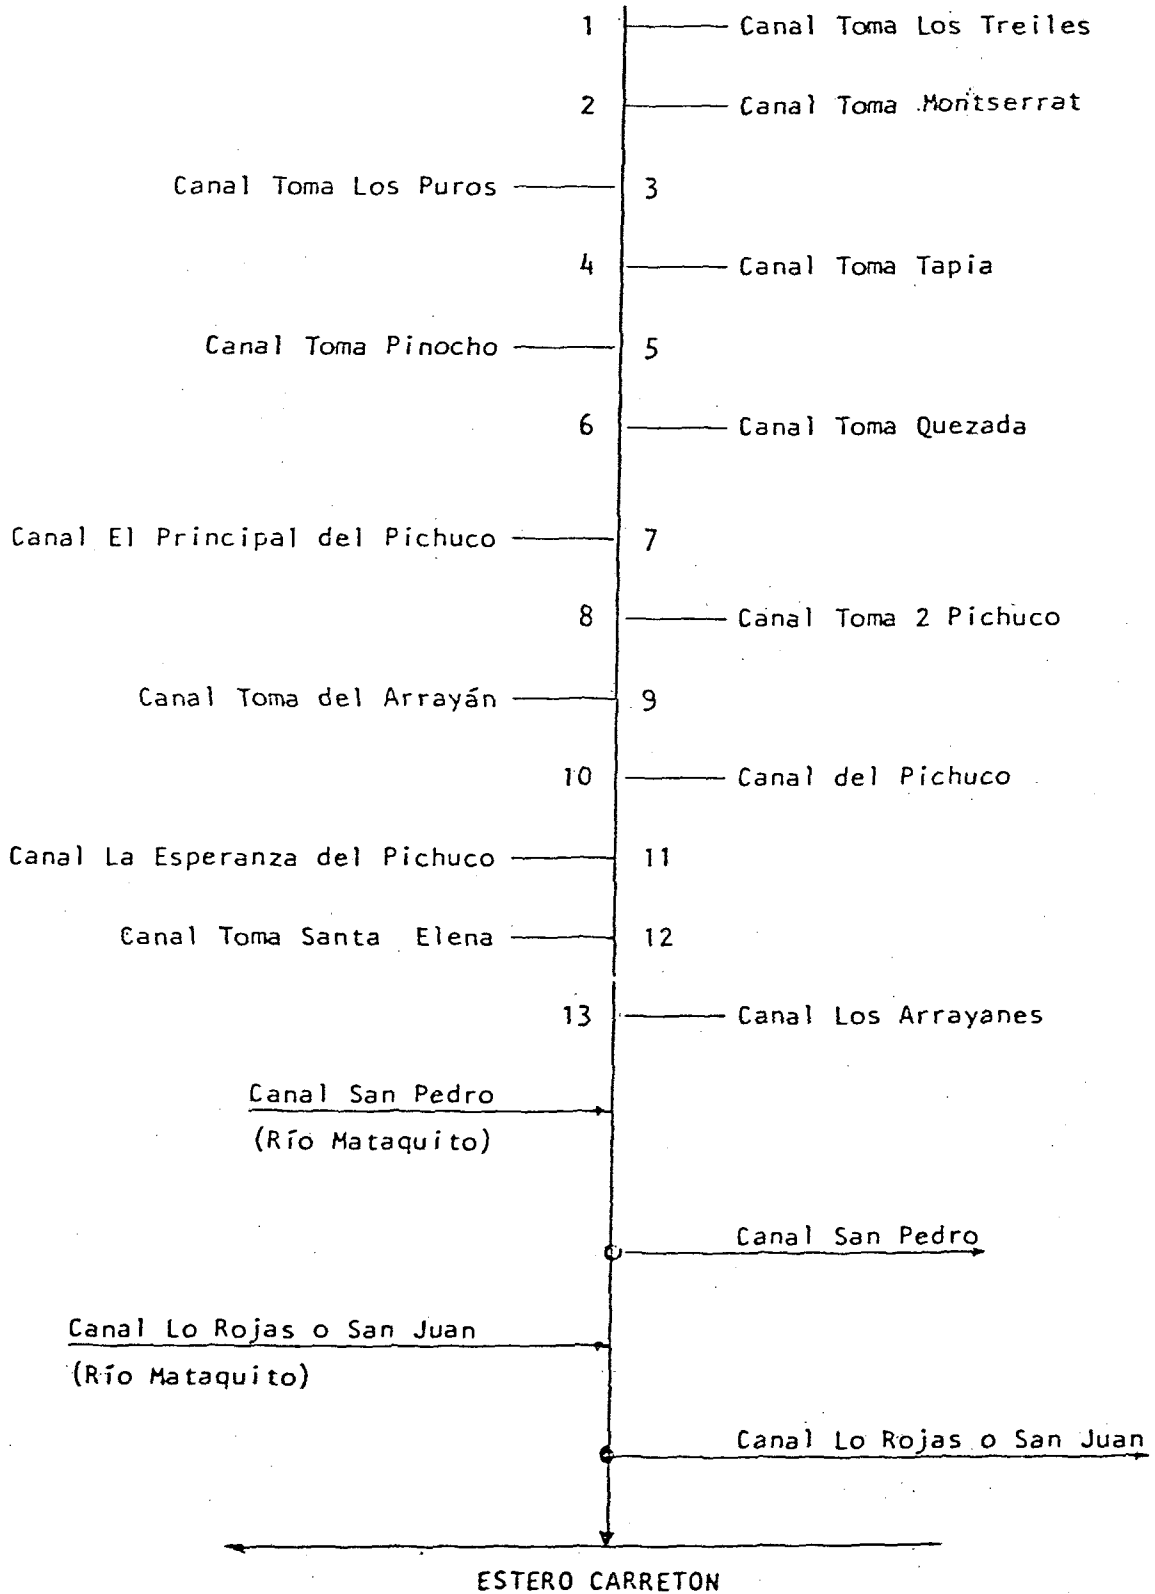 1 Canal Toma Los Treiles
2 Canal Toma Montserrat
Canal Toma Los Puros 3
4 Canal Toma Tapia
Canal Toma Pinocho 5
6 Canal Toma Quezada
Canal El Principal del Pichuco 7
8 Canal Toma 2 Pichuco
Canal Toma del Arrayán 9
10 Canal del Pichuco
Canal La Esperanza del Pichuco 11
Canal Toma Santa Elena 12
13 Canal Los Arrayanes
Canal San Pedro
(Río Mataquito)
Canal San Pedro
Canal Lo Rojas o San Juan
(Río Mataquito)
Canal Lo Rojas o San Juan
ESTERO CARRETON